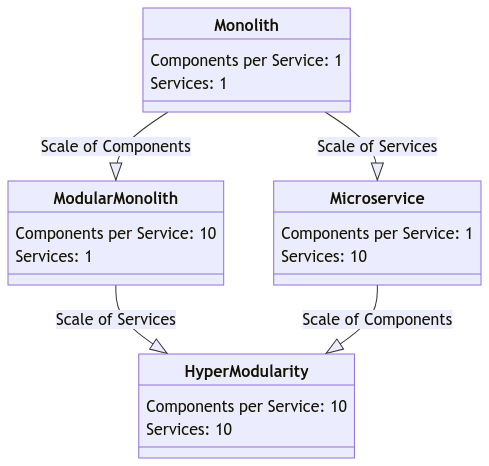 Monolith
Components per Service: 1
Services: 1
Scale of Components
Scale of Services
ModularMonolith
Components per Service: 10
Services: 1
Microservice
Components per Service: 1
Services: 10
Scale of Services
Scale of Components
HyperModularity
Components per Service: 10
Services: 10